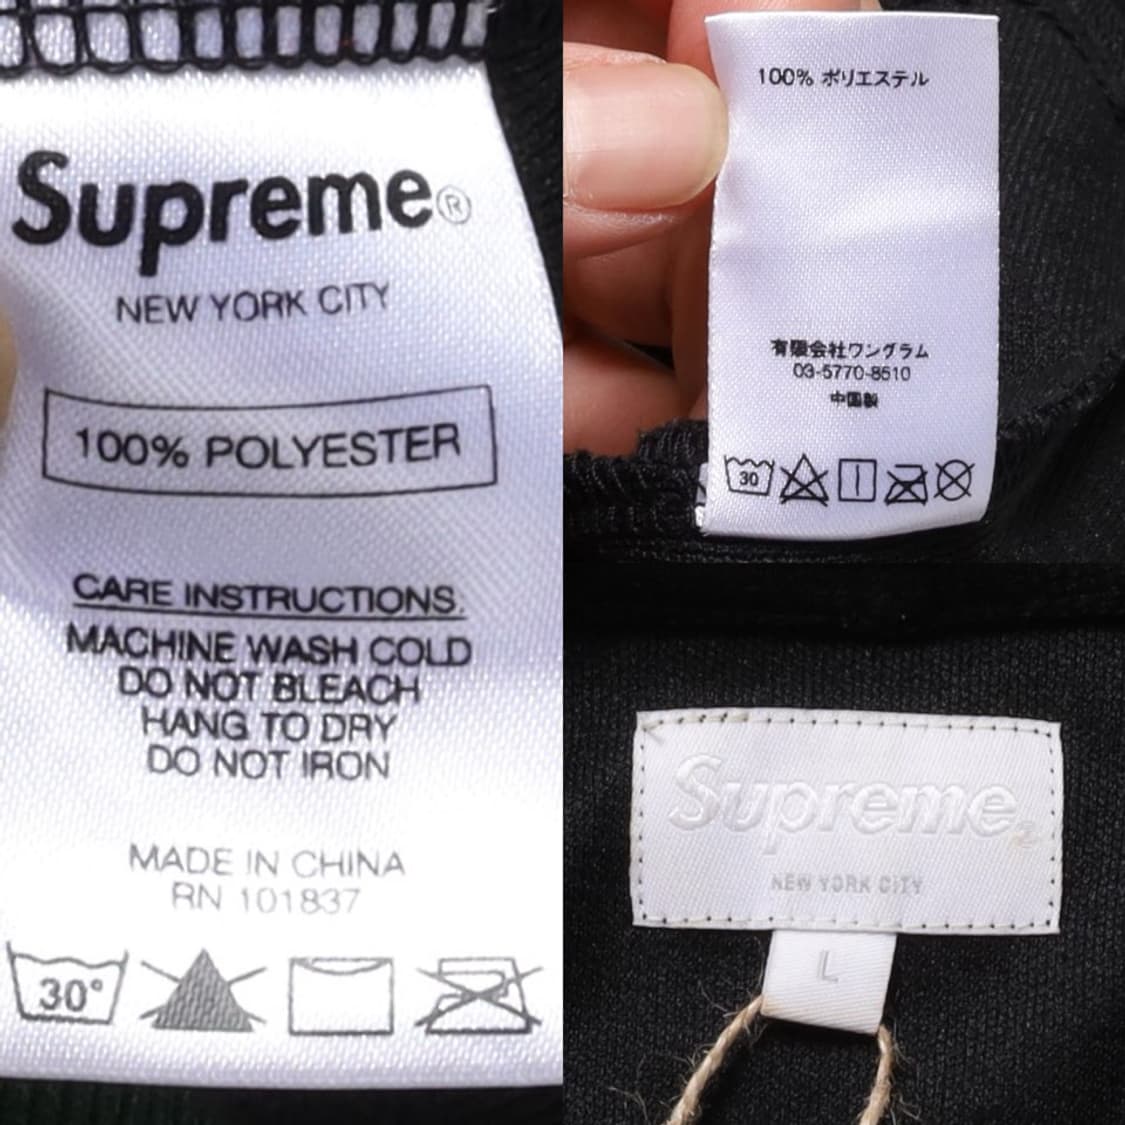 Supreme®
NEW YORK CITY
100% POLYESTER
CARE INSTRUCTIONS.
MACHINE WASH COLD
DO NOT BLEACH
HANG TO DRY
DO NOT IRON
MADE IN CHINA
RN 101837
30°
100% ポリエステル
有限会社ワングラム
03-5770-8510
中国製
30
Supreme
NEW YORK CITY
L